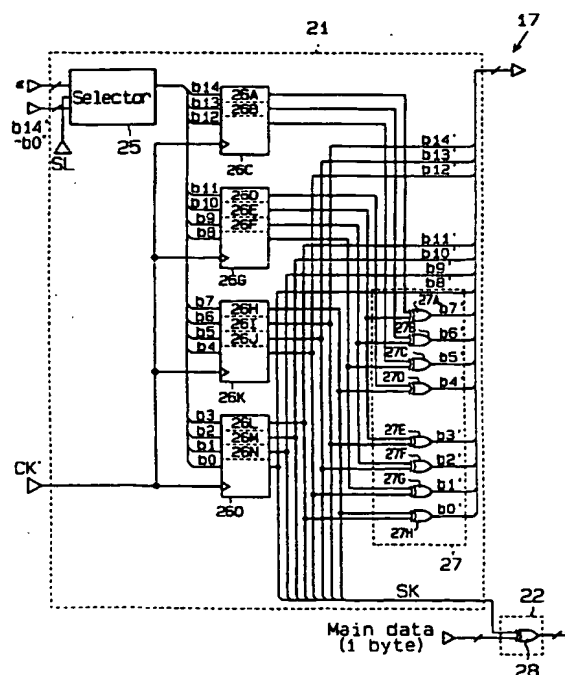 21
17
Selector
25
b14'
-b0'
SL
b14
b13
b12
26A
26B
26C
b14'
b13'
b12'
b11
b10
b9
b8
26D
26E
26F
26G
b11'
b10'
b9'
b8'
b7
b6
b5
b4
26H
26I
26J
26K
27A
b7'
27B
b6'
27C
b5'
27D
b4'
b3
b2
b1
b0
26L
26M
26N
26O
27E
b3'
27F
b2'
27G
b1'
b0'
27H
27
CK'
SK
22
Main data
(1 byte)
28